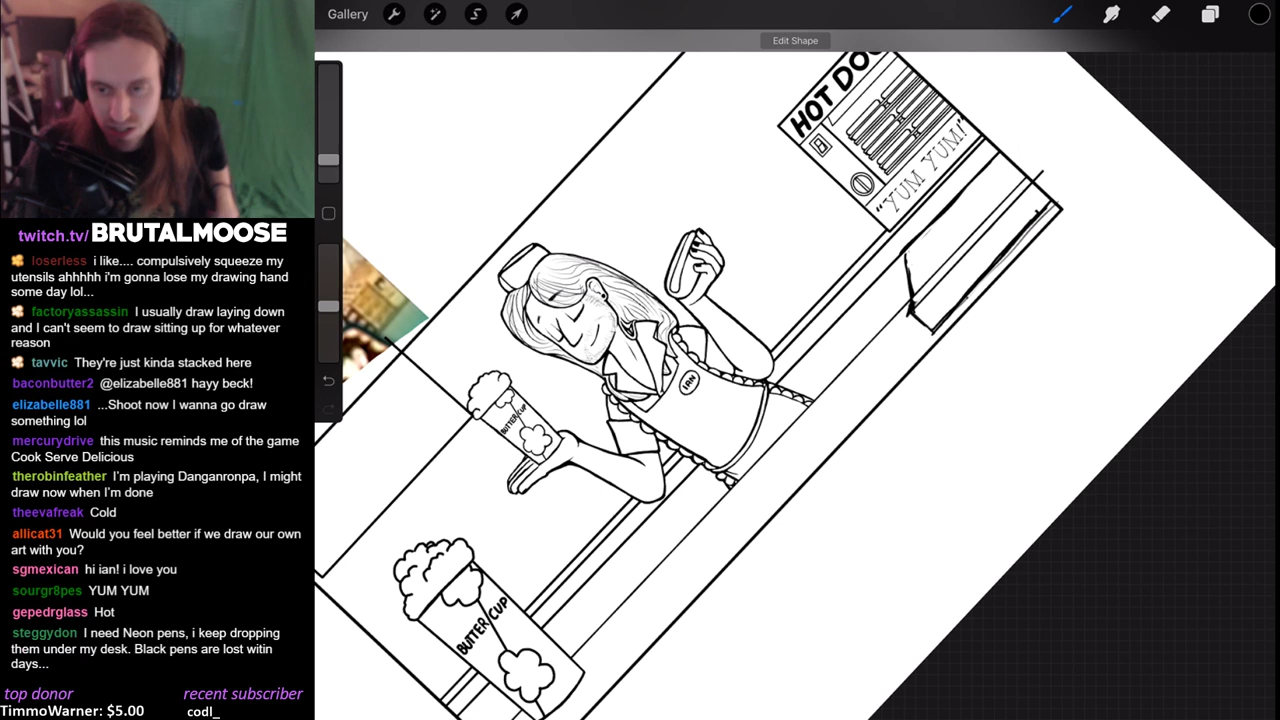 Gallery
Edit Shape
twitch.tv/BRUTALMOOSE
loserless i like.... compulsively squeeze my
utensils ahhhhh i'm gonna lose my drawing hand
some day lol...
factoryassassin I usually draw laying down
and I can't seem to draw sitting up for whatever
reason
tavvic They're just kinda stacked here
baconbutter2 @elizabelle881 hayy beck!
elizabelle881 ...Shoot now I wanna go draw
something lol
mercurydrive this music reminds me of the game
Cook Serve Delicious
therobinfeather I'm playing Danganronpa, I might
draw now when I'm done
theevafreak Cold
allicat31 Would you feel better if we draw our own
art with you?
sgmexican hi ian! i love you
sourgr8pes YUM YUM
gepedrglass Hot
steggydon I need Neon pens, i keep dropping
them under my desk. Black pens are lost witin
days...
top donor
recent subscriber
TimmoWarner: $5.00
codl_
HOT DOG
"YUM YUM!"
IAN
BUTTER CUP
BUTTER CUP